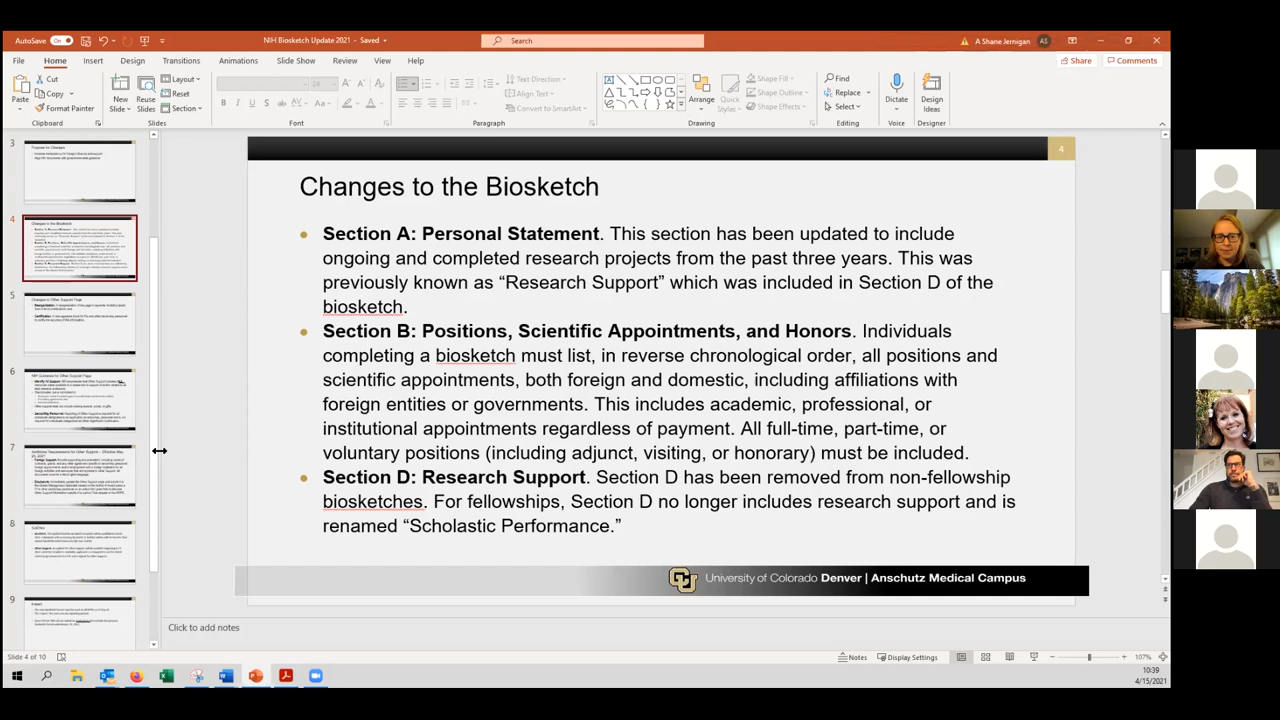 AutoSave On
NIH Biosketch Update 2021 - Saved
Search
A Shane Jernigan AS
File Home Insert Design Transitions Animations Slide Show Review View Help
Share Comments
Paste
Cut
Copy
Format Painter
Clipboard
New Slide
Reuse Slides
Layout
Reset
Section
Slides
Font
Text Direction
Align Text
Convert to SmartArt
Paragraph
Arrange
Quick Styles
Shape Fill
Shape Outline
Shape Effects
Drawing
Find
Replace
Select
Editing
Dictate
Voice
Design Ideas
Designer
3
4
5
6
7
8
9
4
Changes to the Biosketch
Section A: Personal Statement. This section has been updated to include
ongoing and completed research projects from the past three years. This was
previously known as “Research Support” which was included in Section D of the
biosketch.
Section B: Positions, Scientific Appointments, and Honors. Individuals
completing a biosketch must list, in reverse chronological order, all positions and
scientific appointments, both foreign and domestic, including affiliations with
foreign entities or governments. This includes academic, professional, or
institutional appointments regardless of payment. All full-time, part-time, or
voluntary positions (including adjunct, visiting, or honorary) must be included.
Section D: Research Support. Section D has been removed from non-fellowship
biosketches. For fellowships, Section D no longer includes research support and is
renamed “Scholastic Performance.”
University of Colorado Denver | Anschutz Medical Campus
Click to add notes
Slide 4 of 10
Notes
Display Settings
107%
10:39
4/15/2021